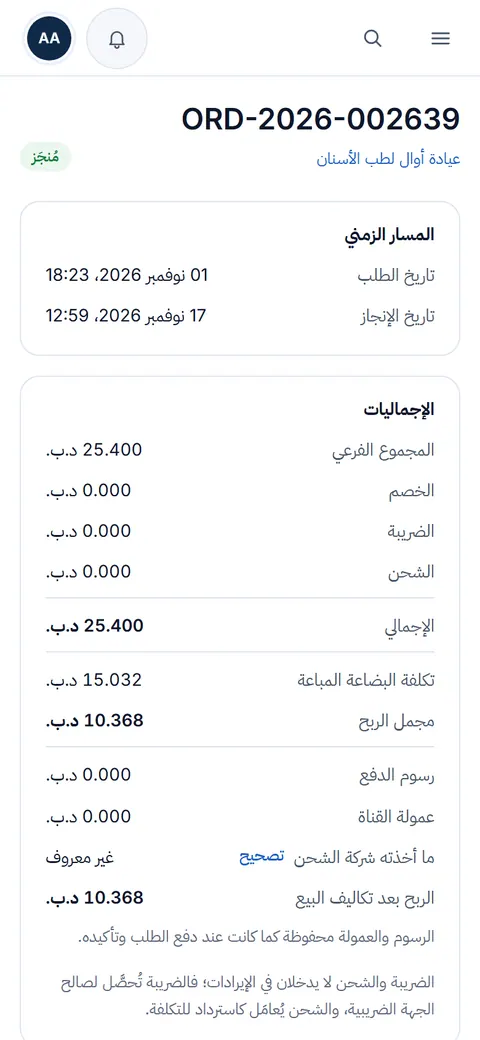 AA
ORD-2026-002639
عيادة أوال لطب الأسنان
مُنجَز
المسار الزمني
تاريخ الطلب 01 نوفمبر 2026، 18:23
تاريخ الإنجاز 17 نوفمبر 2026، 12:59
الإجماليات
المجموع الفرعي 25.400 د.ب.
الخصم 0.000 د.ب.
الضريبة 0.000 د.ب.
الشحن 0.000 د.ب.
الإجمالي 25.400 د.ب.
تكلفة البضاعة المباعة 15.032 د.ب.
مجمل الربح 10.368 د.ب.
رسوم الدفع 0.000 د.ب.
عمولة القناة 0.000 د.ب.
ما أخذته شركة الشحن تصحيح غير معروف
الربح بعد تكاليف البيع 10.368 د.ب.
الرسوم والعمولة محفوظة كما كانت عند دفع الطلب وتأكيده.
الضريبة والشحن لا يدخلان في الإيرادات؛ فالضريبة تُحصَّل لصالح
الجهة الضريبية، والشحن يُعامَل كاسترداد للتكلفة.